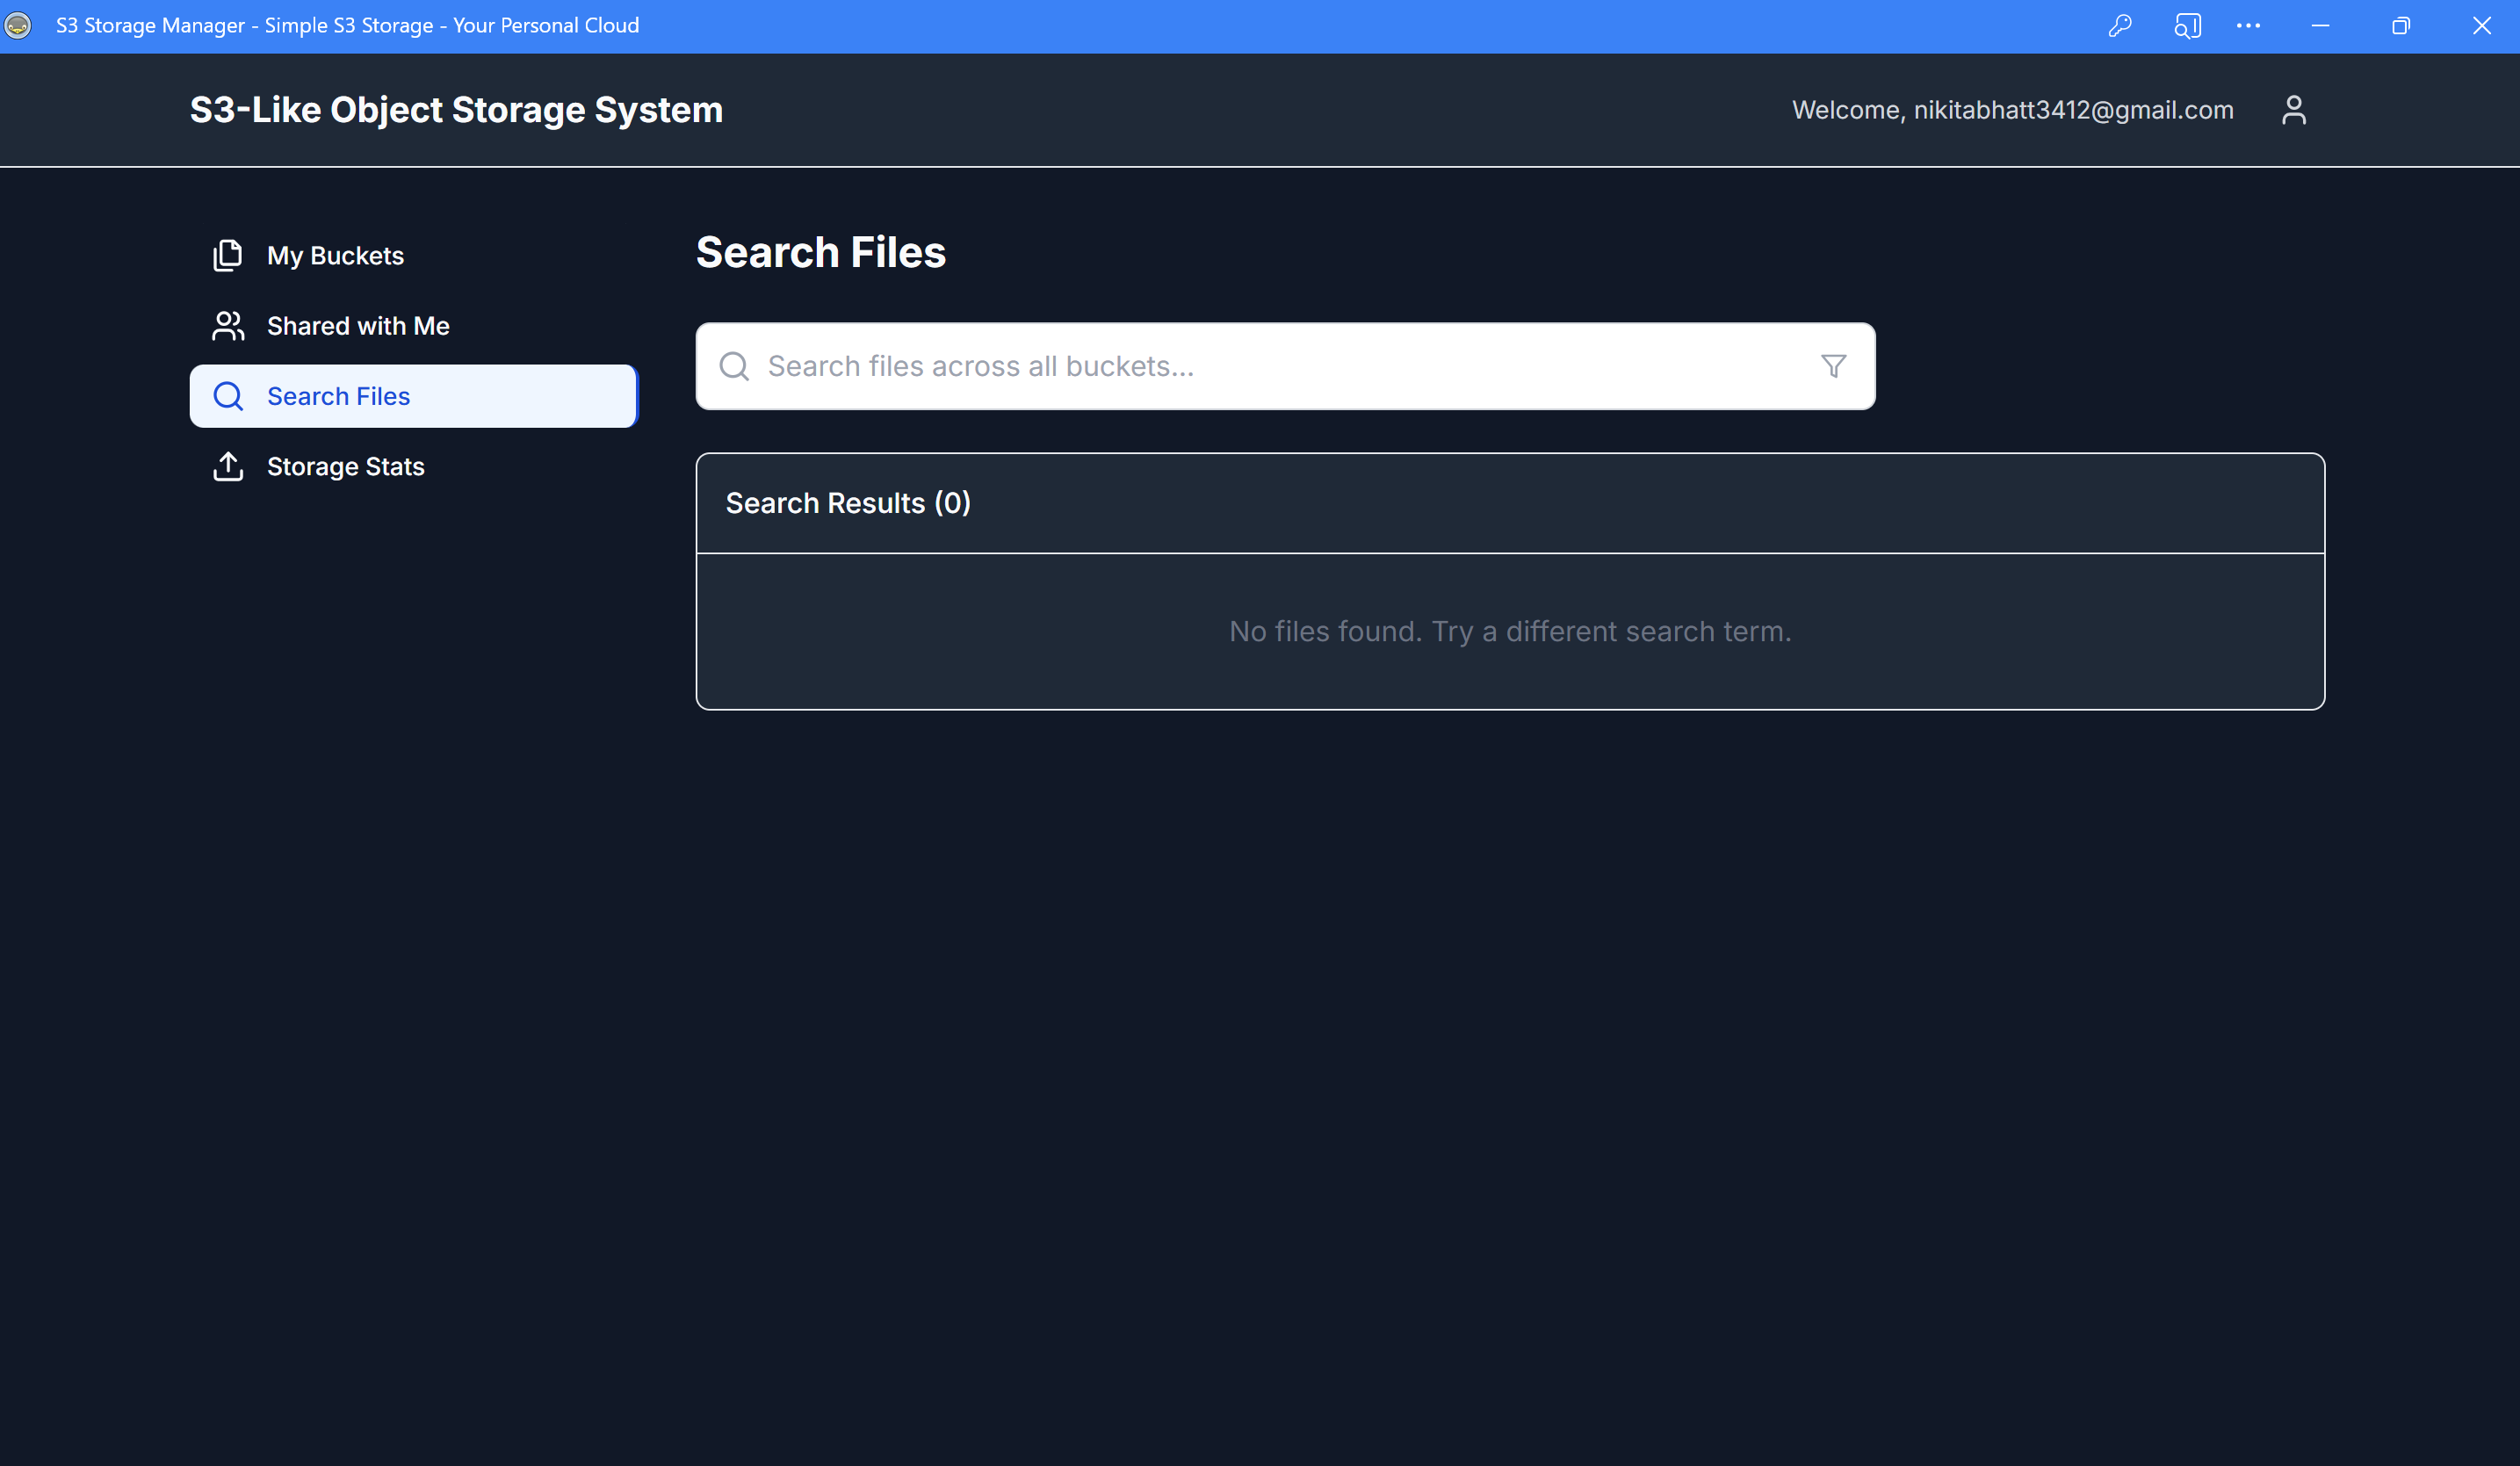 S3 Storage Manager - Simple S3 Storage - Your Personal Cloud
S3-Like Object Storage System
Welcome, nikitabhatt3412@gmail.com
My Buckets
Shared with Me
Search Files
Storage Stats
Search Files
Search files across all buckets...
Search Results (0)
No files found. Try a different search term.